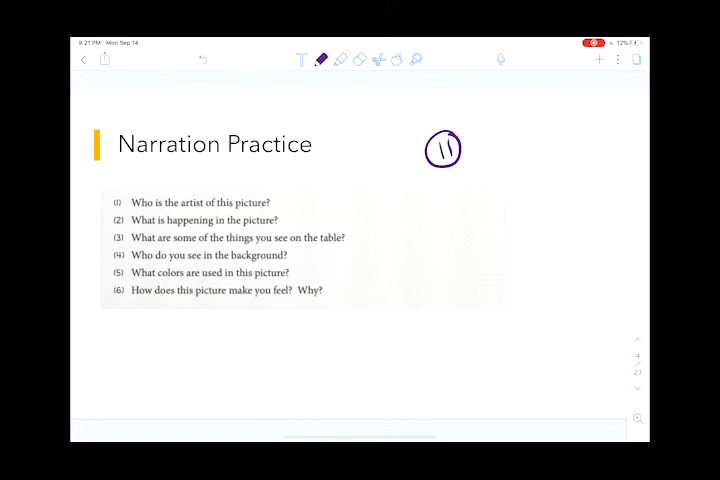 9:21 PM Mon Sep 14
12%
T
Narration Practice
11
(1) Who is the artist of this picture?
(2) What is happening in the picture?
(3) What are some of the things you see on the table?
(4) Who do you see in the background?
(5) What colors are used in this picture?
(6) How does this picture make you feel? Why?
4
/
23